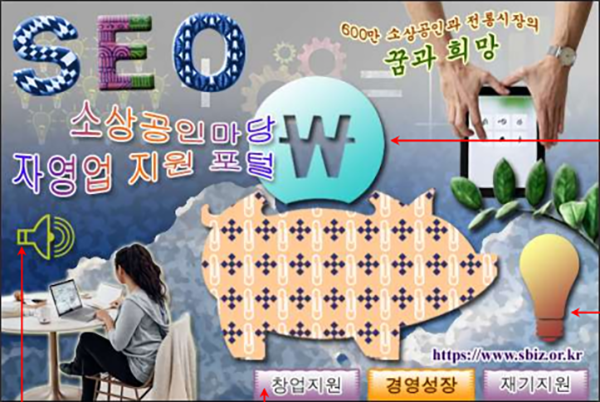 SEO
600만 소상공인과 전통시장의
꿈과 희망
소상공인마당
자영업 지원 포털
₩
https://www.sbiz.or.kr
창업지원
경영성장
재기지원